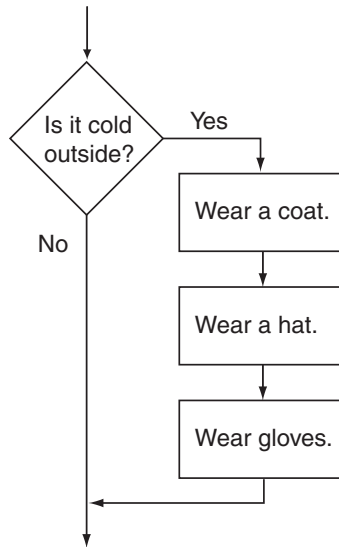 Is it cold
outside?
Yes
Wear a coat.
No
Wear a hat.
Wear gloves.